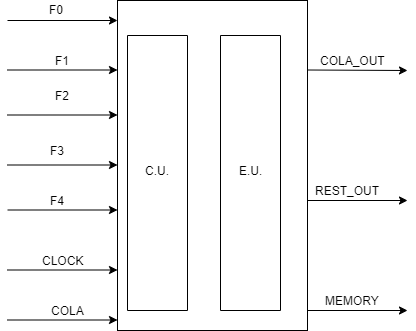 F0
F1
F2
F3
F4
CLOCK
COLA
C.U.
E.U.
COLA_OUT
REST_OUT
MEMORY